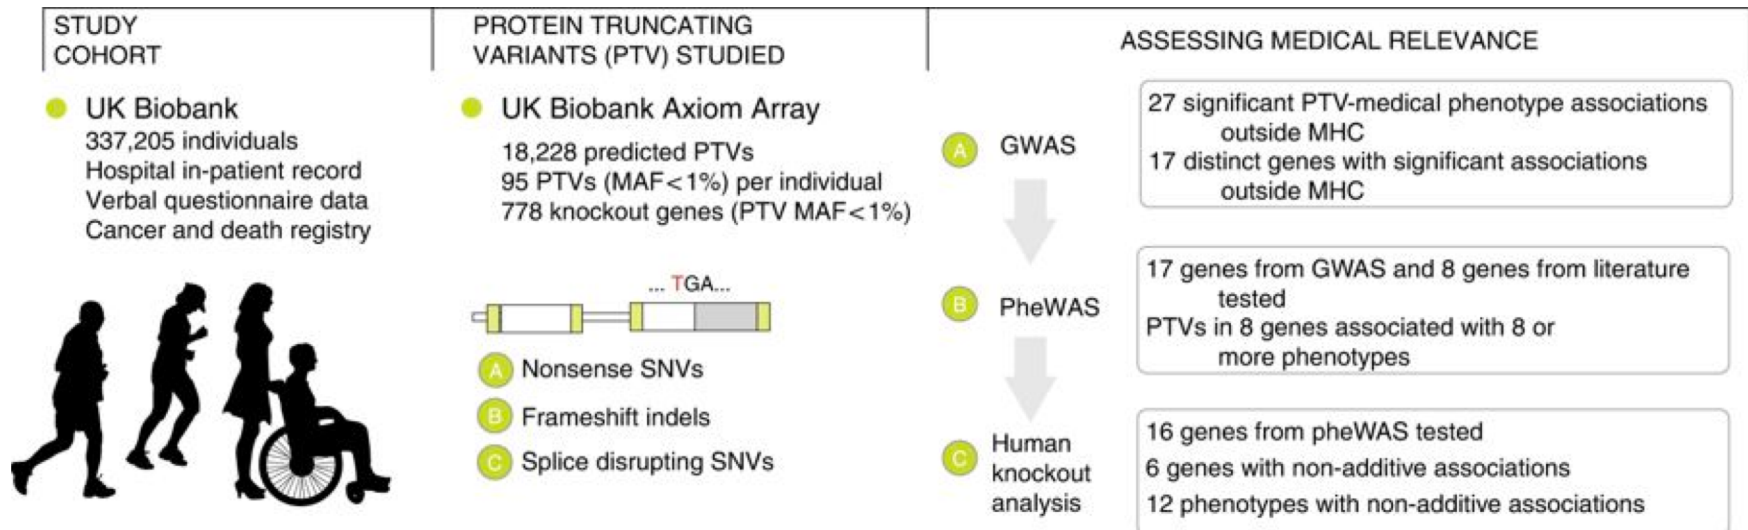 STUDY
COHORT
UK Biobank
337,205 individuals
Hospital in-patient record
Verbal questionnaire data
Cancer and death registry
PROTEIN TRUNCATING
VARIANTS (PTV) STUDIED
UK Biobank Axiom Array
18,228 predicted PTVs
95 PTVs (MAF<1%) per individual
778 knockout genes (PTV MAF<1%)
... TGA...
A Nonsense SNVs
B Frameshift indels
C Splice disrupting SNVs
ASSESSING MEDICAL RELEVANCE
A GWAS
27 significant PTV-medical phenotype associations
outside MHC
17 distinct genes with significant associations
outside MHC
B PheWAS
17 genes from GWAS and 8 genes from literature
tested
PTVs in 8 genes associated with 8 or
more phenotypes
C Human
knockout
analysis
16 genes from pheWAS tested
6 genes with non-additive associations
12 phenotypes with non-additive associations